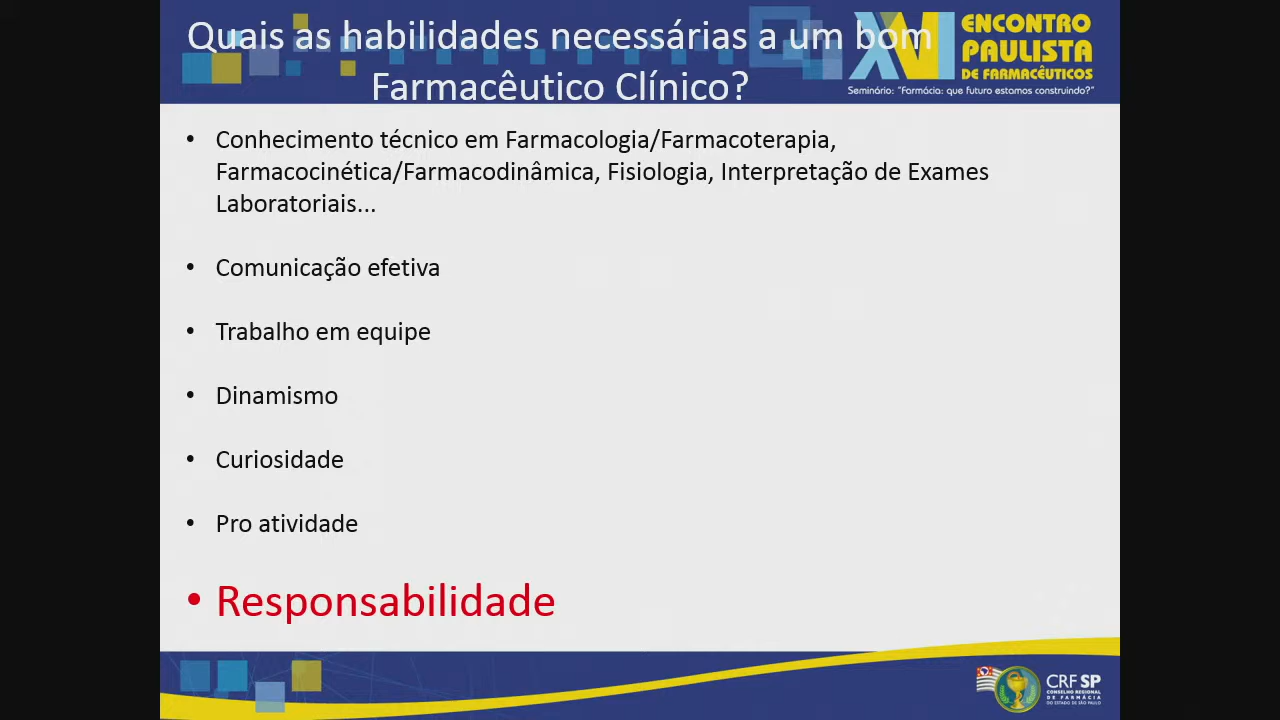 Quais as habilidades necessárias a um bom
Farmacêutico Clínico?
XVI ENCONTRO
PAULISTA
DE FARMACÊUTICOS
Seminário: "Farmácia: que futuro estamos construindo?"
• Conhecimento técnico em Farmacologia/Farmacoterapia,
Farmacocinética/Farmacodinâmica, Fisiologia, Interpretação de Exames
Laboratoriais...
• Comunicação efetiva
• Trabalho em equipe
• Dinamismo
• Curiosidade
• Pro atividade
• Responsabilidade
CRF SP
CONSELHO REGIONAL
DE FARMÁCIA
DO ESTADO DE SÃO PAULO